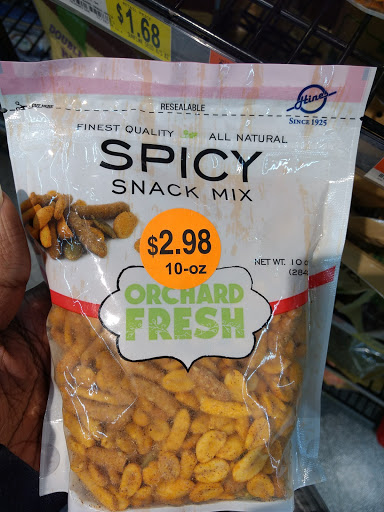 $1.68
RESEALABLE
Hines
SINCE 1925
FINEST QUALITY ALL NATURAL
SPICY
SNACK MIX
$2.98
10-oz
NET WT. 10
(284
ORCHARD
FRESH